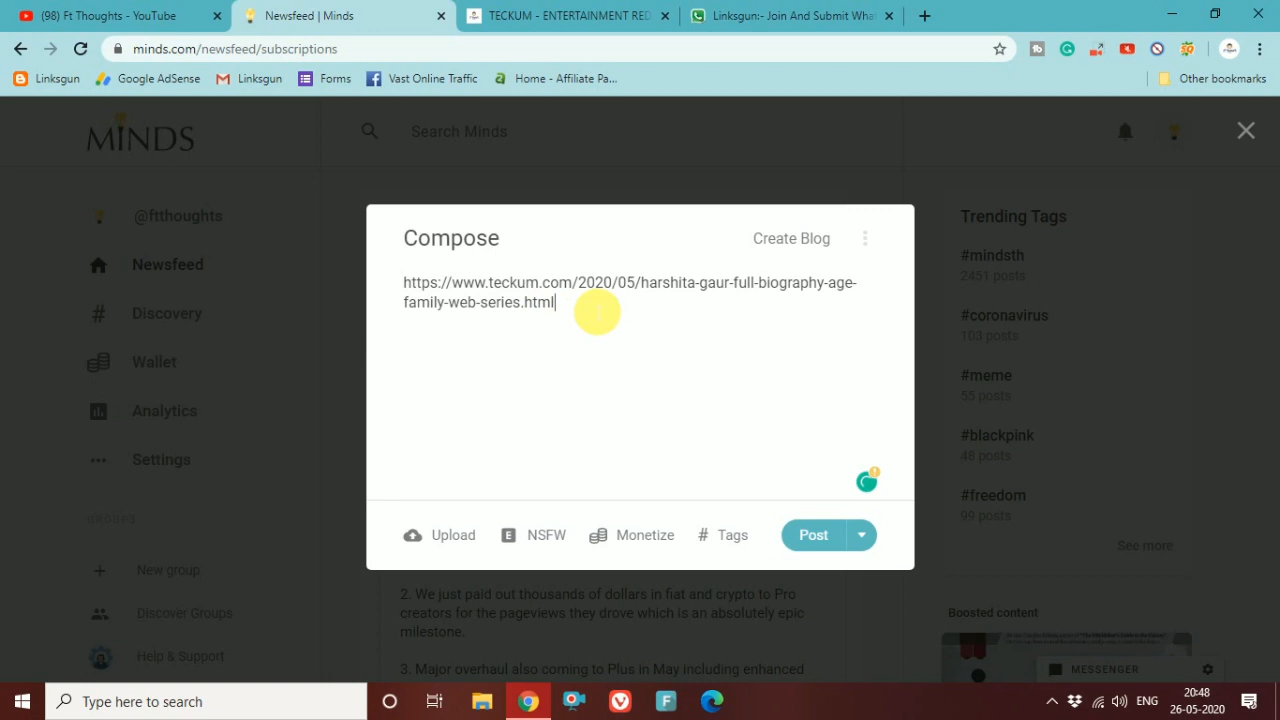 (98) Ft Thoughts - YouTube
Newsfeed | Minds
TECKUM - ENTERTAINMENT RED
Linksgun:- Join And Submit What
minds.com/newsfeed/subscriptions
Linksgun
Google AdSense
Linksgun
Forms
Vast Online Traffic
Home - Affiliate Pa...
Other bookmarks
MINDS
Search Minds
@ftthoughts
Newsfeed
Discovery
Wallet
Analytics
Settings
GROUPS
New group
Discover Groups
Help & Support
Compose
Create Blog
https://www.teckum.com/2020/05/harshita-gaur-full-biography-age-
family-web-series.html
Upload
NSFW
Monetize
# Tags
Post
2. We just paid out thousands of dollars in fiat and crypto to Pro
creators for the pageviews they drove which is an absolutely epic
milestone.
3. Major overhaul also coming to Plus in May including enhanced
Trending Tags
#mindsth
2451 posts
#coronavirus
103 posts
#meme
55 posts
#blackpink
48 posts
#freedom
99 posts
See more
Boosted content
MESSENGER
Type here to search
ENG
20:48
26-05-2020